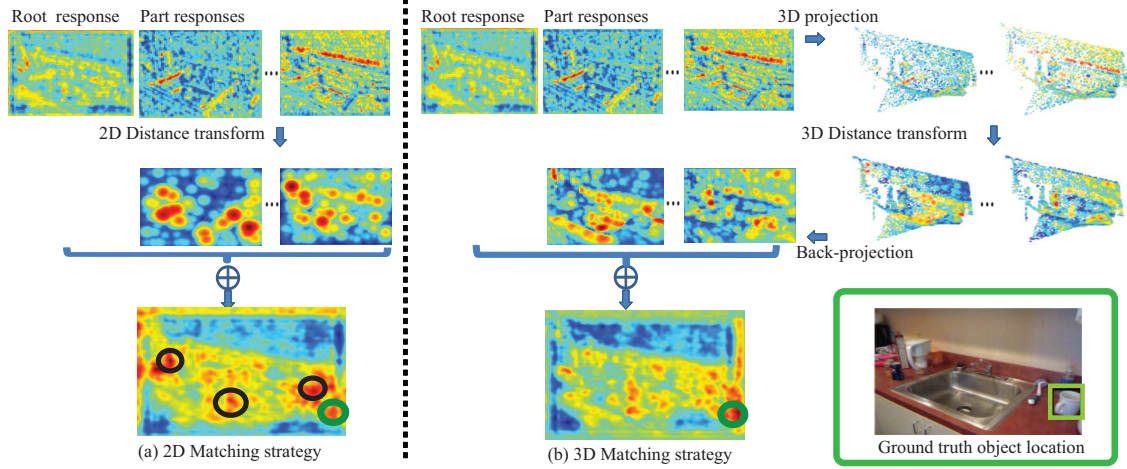 Root response
Part responses
...
2D Distance transform
...
(a) 2D Matching strategy
Root response
Part responses
...
3D projection
...
3D Distance transform
...
...
Back-projection
(b) 3D Matching strategy
Ground truth object location